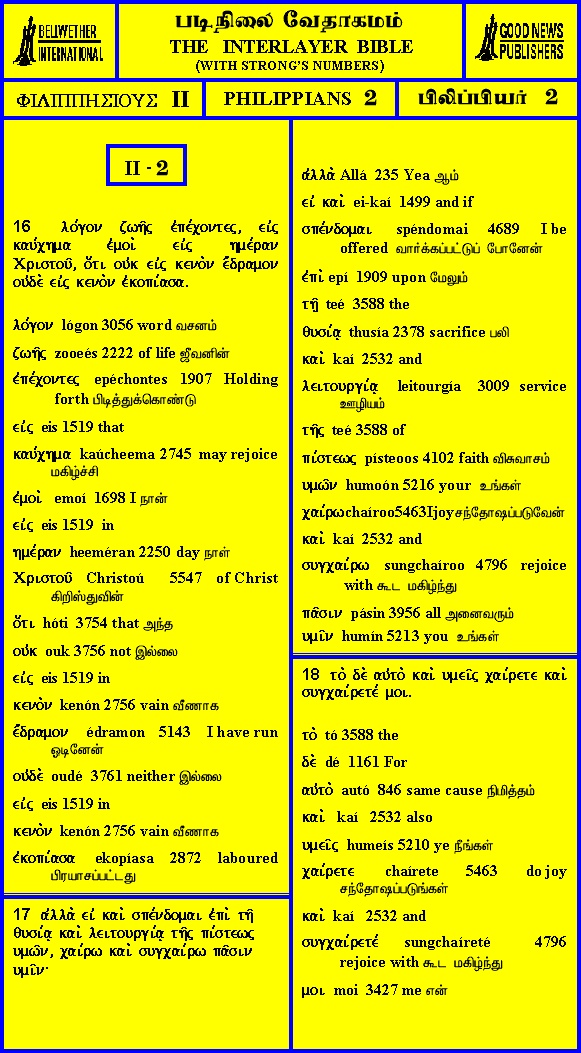 BELLWETHER
INTERNATIONAL
படிநிலை வேதாகமம்
THE INTERLAYER BIBLE
(WITH STRONG'S NUMBERS)
GOOD NEWS
PUBLISHERS
ΦΙΛΙΠΠΗΣΙΟΥΣ II
PHILIPPIANS 2
பிலிப்பியர் 2
II - 2
16 λόγον ζωῆς ἐπέχοντες, εἰς
καύχημα ἐμοὶ εἰς ημέραν
Χριστοῦ, ὅτι οὐκ εἰς κενὸν ἔδραμον
οὐδὲ εἰς κενὸν ἐκοπίασα.
λόγον lógon 3056 word வசனம்
ζωῆς zooeés 2222 of life ஜீவனின்
ἐπέχοντες epéchontes 1907 Holding
forth பிடித்துக்கொண்டு
εἰς eis 1519 that
καύχημα kaúcheema 2745 may rejoice
மகிழ்ச்சி
ἐμοὶ emoí 1698 I நான்
εἰς eis 1519 in
ημέραν heeméran 2250 day நாள்
Χριστοῦ Christoú 5547 of Christ
கிறிஸ்துவின்
ὅτι hóti 3754 that அந்த
οὐκ ouk 3756 not இல்லை
εἰς eis 1519 in
κενὸν kenón 2756 vain வீணாக
ἔδραμον édramon 5143 I have run
ஓடினேன்
οὐδὲ oudé 3761 neither இல்லை
εἰς eis 1519 in
κενὸν kenón 2756 vain வீணாக
ἐκοπίασα ekopíasa 2872 laboured
பிரயாசப்பட்டது
17 ἀλλὰ εἰ καὶ σπένδομαι ἐπὶ τῇ
θυσίᾳ καὶ λειτουργίᾳ τῆς πίστεως
υμῶν, χαίρω καὶ συγχαίρω πᾶσιν
υμῖν·
ἀλλὰ Allá 235 Yea ஆம்
εἰ καὶ ei-kaí 1499 and if
σπένδομαι spéndomai 4689 I be
offered வார்க்கப்பட்டுப் போனேன்
ἐπὶ epí 1909 upon மேலும்
τῇ teé 3588 the
θυσίᾳ thusía 2378 sacrifice பலி
καὶ kaí 2532 and
λειτουργίᾳ leitourgía 3009 service
ஊழியம்
τῆς teé 3588 of
πίστεως písteoos 4102 faith விசுவாசம்
υμῶν humoón 5216 your உங்கள்
χαίρω chaíroo 5463 I joy சந்தோஷப்படுவேன்
καὶ kaí 2532 and
συγχαίρω sungchaíroo 4796 rejoice
with கூட மகிழ்ந்து
πᾶσιν pásin 3956 all அனைவரும்
υμῖν humín 5213 you உங்கள்
18 τὸ δὲ αὐτὸ καὶ υμεῖς χαίρετε καὶ
συγχαίρετέ μοι.
τὸ tó 3588 the
δὲ dé 1161 For
αὐτὸ autó 846 same cause நிமித்தம்
καὶ kaí 2532 also
υμεῖς humeís 5210 ye நீங்கள்
χαίρετε chaírete 5463 do joy
சந்தோஷப்படுங்கள்
καὶ kaí 2532 and
συγχαίρετέ sungchaíreté 4796
rejoice with கூட மகிழ்ந்து
μοι moi 3427 me என்